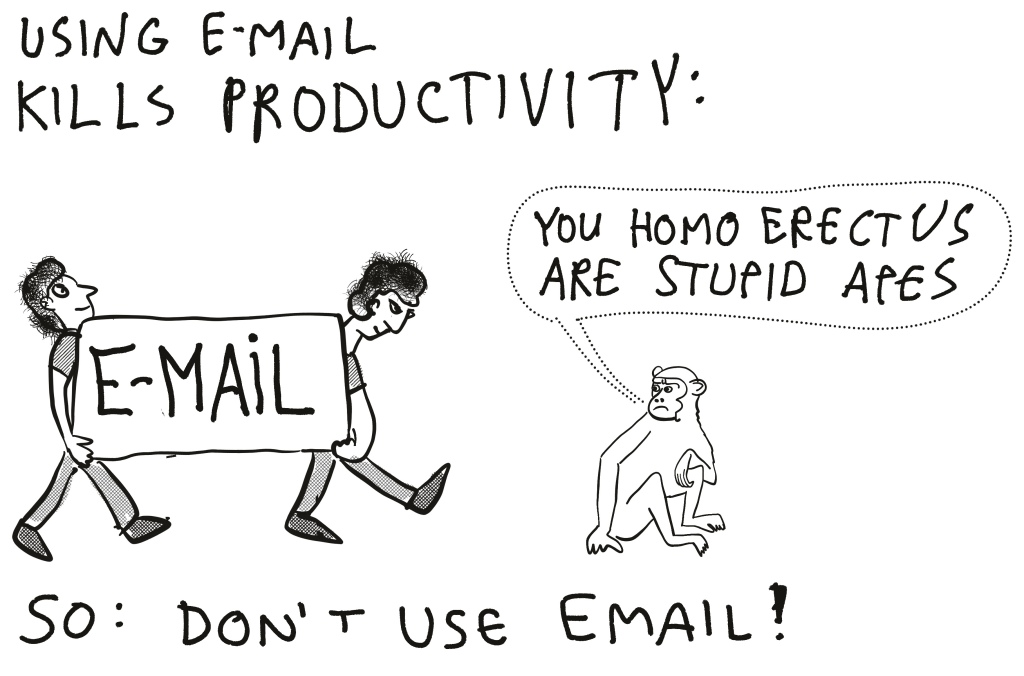 USING E-MAIL
KILLS PRODUCTIVITY:
YOU HOMO ERECTUS
ARE STUPID APES
E-MAIL
SO: DON'T USE EMAIL!